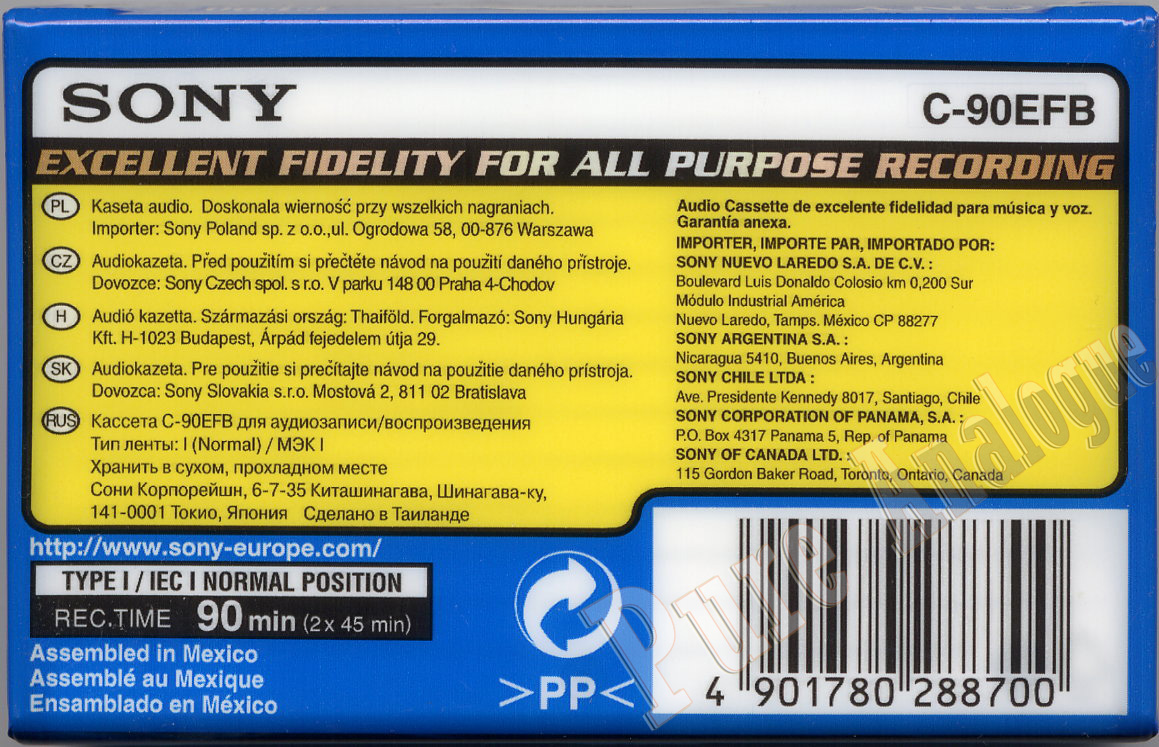 SONY
C-90EFB
EXCELLENT FIDELITY FOR ALL PURPOSE RECORDING
PL Kaseta audio. Doskonala wierność przy wszelkich nagraniach.
Importer: Sony Poland sp. z o.o.,ul. Ogrodowa 58, 00-876 Warszawa
CZ Audiokazeta. Před použitím si přečtěte návod na použití daného přístroje.
Dovozce: Sony Czech spol. s r.o. V parku 148 00 Praha 4-Chodov
H Audió kazetta. Származási ország: Thaiföld. Forgalmazó: Sony Hungária
Kft. H-1023 Budapest, Árpád fejedelem útja 29.
SK Audiokazeta. Pre použitie si prečítajte návod na použitie daného prístroja.
Dovozca: Sony Slovakia s.r.o. Mostová 2, 811 02 Bratislava
RUS Кассета C-90EFB для аудиозаписи/воспроизведения
Тип ленты: I (Normal) / МЭК I
Хранить в сухом, прохладном месте
Сони Корпорейшн, 6-7-35 Киташинагава, Шинагава-ку,
141-0001 Токио, Япония Сделано в Таиланде
Audio Cassette de excelente fidelidad para música y voz.
Garantía anexa.
IMPORTER, IMPORTE PAR, IMPORTADO POR:
SONY NUEVO LAREDO S.A. DE C.V. :
Boulevard Luis Donaldo Colosio km 0,200 Sur
Módulo Industrial América
Nuevo Laredo, Tamps. México CP 88277
SONY ARGENTINA S.A. :
Nicaragua 5410, Buenos Aires, Argentina
SONY CHILE LTDA :
Ave. Presidente Kennedy 8017, Santiago, Chile
SONY CORPORATION OF PANAMA, S.A. :
P.O. Box 4317 Panama 5, Rep. of Panama
SONY OF CANADA LTD. :
115 Gordon Baker Road, Toronto, Ontario, Canada
http://www.sony-europe.com/
TYPE I / IEC I NORMAL POSITION
REC.TIME 90 min (2 x 45 min)
Assembled in Mexico
Assemblé au Mexique
Ensamblado en México
>PP<
4 901780 288700
Pure Analogue